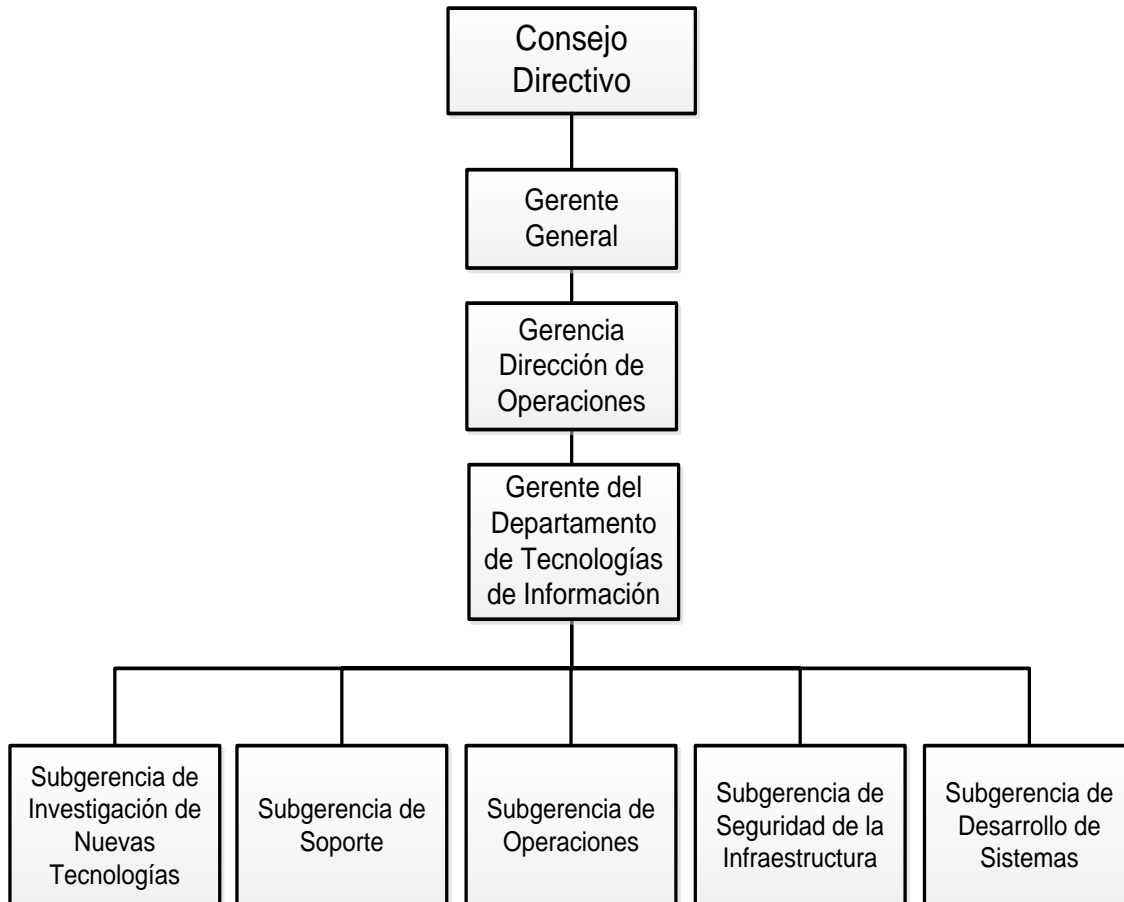 Consejo
Directivo
Gerente
General
Gerencia
Dirección de
Operaciones
Gerente del
Departamento
de Tecnologías
de Información
Subgerencia de
Investigación de
Nuevas
Tecnologías
Subgerencia de
Soporte
Subgerencia de
Operaciones
Subgerencia de
Seguridad de la
Infraestructura
Subgerencia de
Desarrollo de
Sistemas